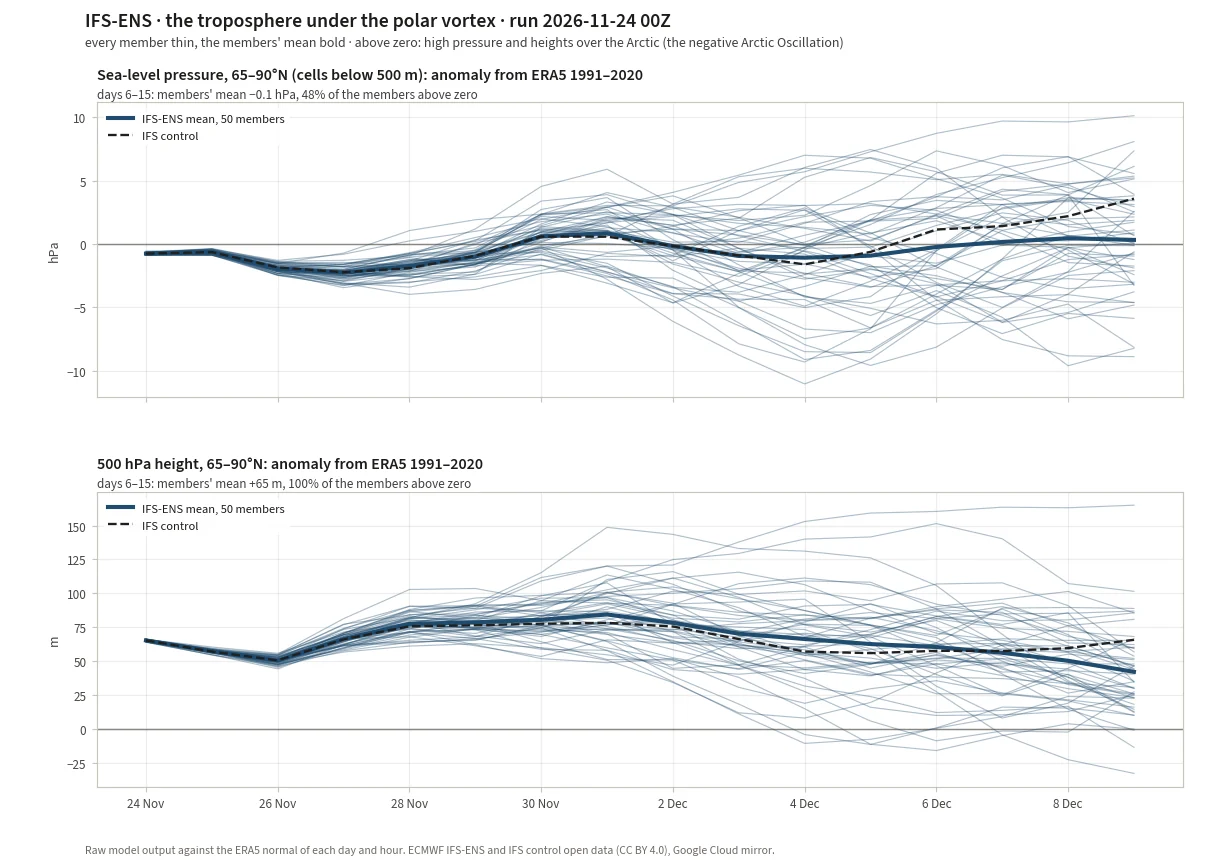 IFS-ENS · the troposphere under the polar vortex · run 2026-11-24 00Z
every member thin, the members' mean bold · above zero: high pressure and heights over the Arctic (the negative Arctic Oscillation)
Sea-level pressure, 65–90°N (cells below 500 m): anomaly from ERA5 1991–2020
days 6–15: members' mean −0.1 hPa, 48% of the members above zero
IFS-ENS mean, 50 members
IFS control
10
5
0
−5
−10
hPa
500 hPa height, 65–90°N: anomaly from ERA5 1991–2020
days 6–15: members' mean +65 m, 100% of the members above zero
IFS-ENS mean, 50 members
IFS control
150
125
100
75
50
25
0
−25
m
24 Nov 26 Nov 28 Nov 30 Nov 2 Dec 4 Dec 6 Dec 8 Dec
Raw model output against the ERA5 normal of each day and hour. ECMWF IFS-ENS and IFS control open data (CC BY 4.0), Google Cloud mirror.